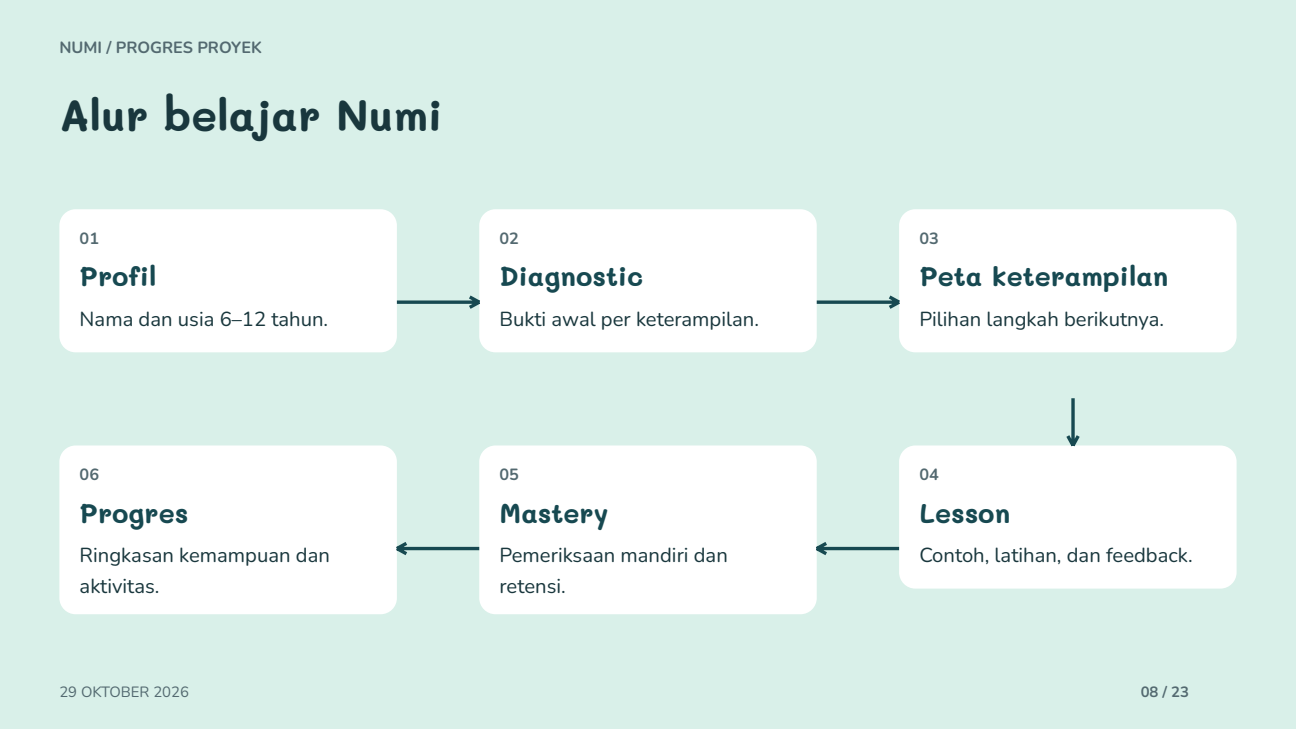 NUMI / PROGRES PROYEK
Alur belajar Numi
01
Profil
Nama dan usia 6–12 tahun.
02
Diagnostic
Bukti awal per keterampilan.
03
Peta keterampilan
Pilihan langkah berikutnya.
04
Lesson
Contoh, latihan, dan feedback.
05
Mastery
Pemeriksaan mandiri dan
retensi.
06
Progres
Ringkasan kemampuan dan
aktivitas.
29 OKTOBER 2026
08 / 23